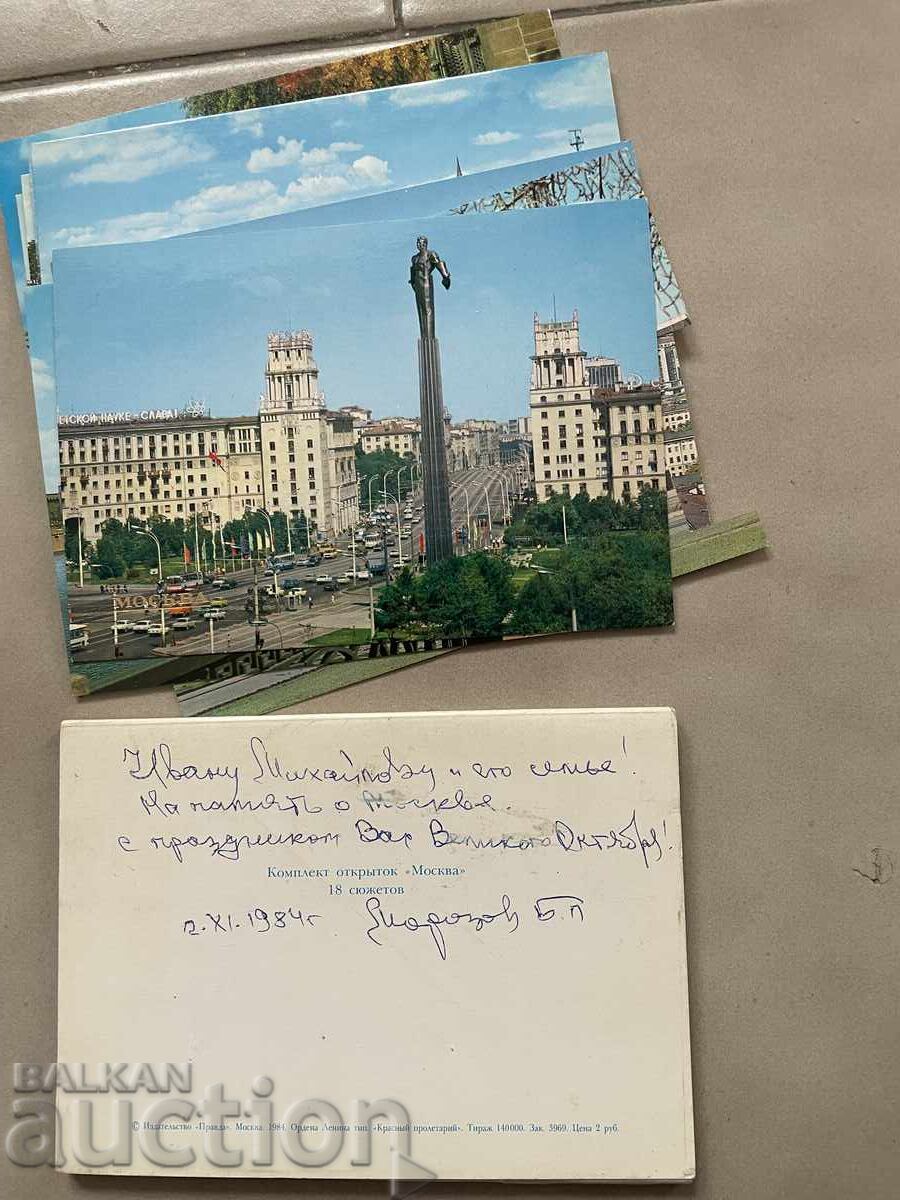 ЕТСКОЙ НАУКЕ - СЛАВА!
МОСКВА
Ивану Михайлову и его семье!
На память о Москве.
с праздником Вас Великого Октября!
Комплект открыток «Москва»
18 сюжетов
2.XI.1984г Морозов Б.П
BALKAN
auction
© Издательство «Правда». Москва. 1984. Ордена Ленина тип. «Красный пролетарий». Тираж 140000. Зак. 3969. Цена 2 руб.